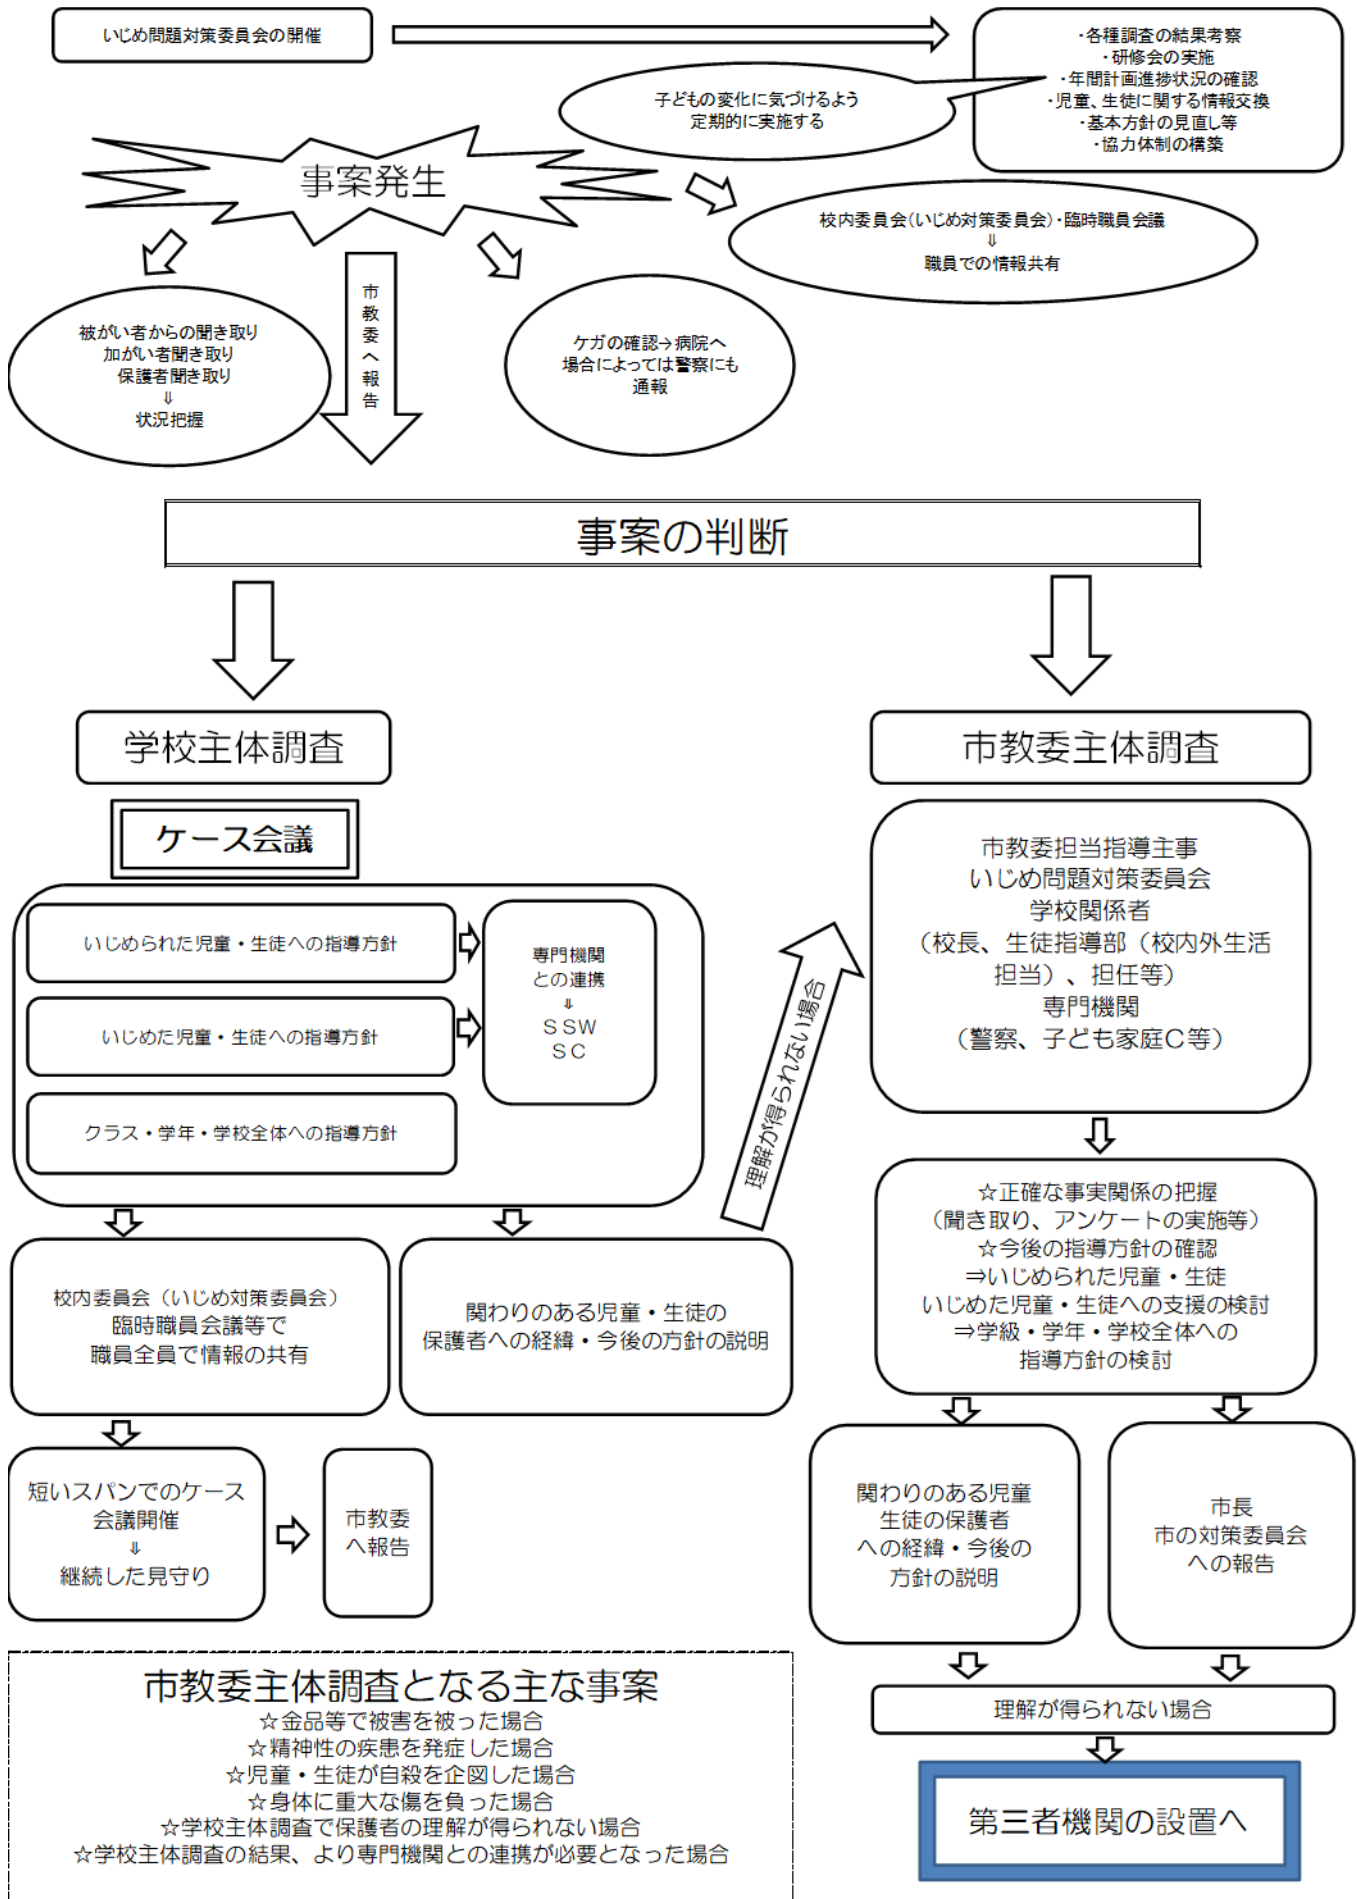 いじめ問題対策委員会の開催
・各種調査の結果考察
・研修会の実施
・年間計画進捗状況の確認
・児童、生徒に関する情報交換
・基本方針の見直し等
・協力体制の構築
子どもの変化に気づけるよう
定期的に実施する
事案発生
校内委員会(いじめ対策委員会)・臨時職員会議
⇓
職員での情報共有
被がい者からの聞き取り
加がい者聞き取り
保護者聞き取り
⇓
状況把握
市教委へ報告
ケガの確認→病院へ
場合によっては警察にも
通報
事案の判断
学校主体調査
ケース会議
いじめられた児童・生徒への指導方針
いじめた児童・生徒への指導方針
クラス・学年・学校全体への指導方針
専門機関
との連携
⇓
ＳＳＷ
ＳＣ
校内委員会（いじめ対策委員会）
臨時職員会議等で
職員全員で情報の共有
関わりのある児童・生徒の
保護者への経緯・今後の方針の説明
短いスパンでのケース
会議開催
⇓
継続した見守り
市教委
へ報告
理解が得られない場合
市教委主体調査
市教委担当指導主事
いじめ問題対策委員会
学校関係者
（校長、生徒指導部（校内外生活
担当）、担任等）
専門機関
（警察、子ども家庭Ｃ等）
☆正確な事実関係の把握
（聞き取り、アンケートの実施等）
☆今後の指導方針の確認
⇒いじめられた児童・生徒
いじめた児童・生徒への支援の検討
⇒学級・学年・学校全体への
指導方針の検討
関わりのある児童
生徒の保護者
への経緯・今後の
方針の説明
市長
市の対策委員会
への報告
理解が得られない場合
第三者機関の設置へ
市教委主体調査となる主な事案
☆金品等で被害を被った場合
☆精神性の疾患を発症した場合
☆児童・生徒が自殺を企図した場合
☆身体に重大な傷を負った場合
☆学校主体調査で保護者の理解が得られない場合
☆学校主体調査の結果、より専門機関との連携が必要となった場合